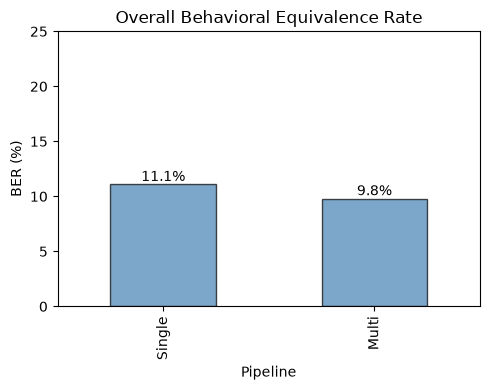 Overall Behavioral Equivalence Rate
25
20
15
10
5
0
BER (%)
11.1%
9.8%
Single
Multi
Pipeline